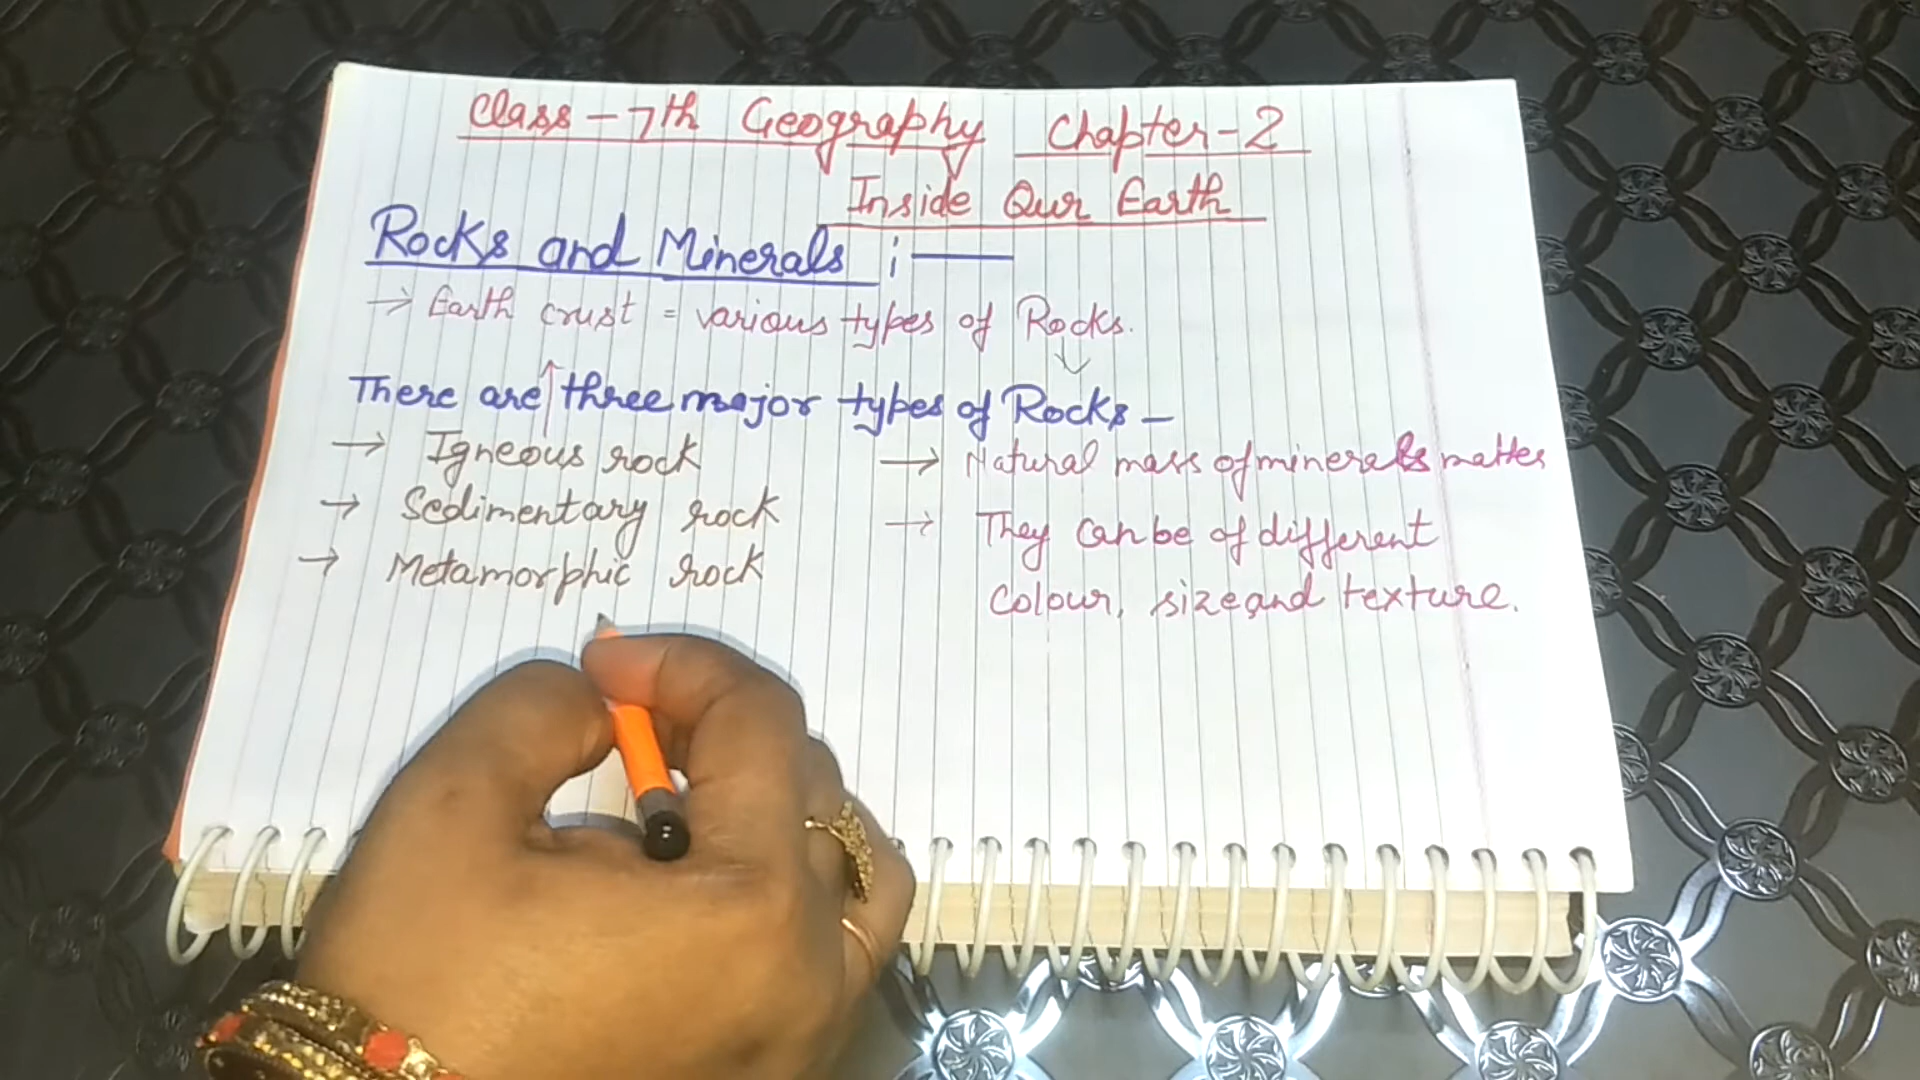 Class-7th Geography Chapter-2
Inside Our Earth
Rocks and Minerals :—
→ Earth crust = various types of Rocks.
There are three major types of Rocks –
→ Igneous rock
→ Sedimentary rock
→ Metamorphic rock
→ Natural mass of minerals matter
→ They can be of different
colour, size, and texture.